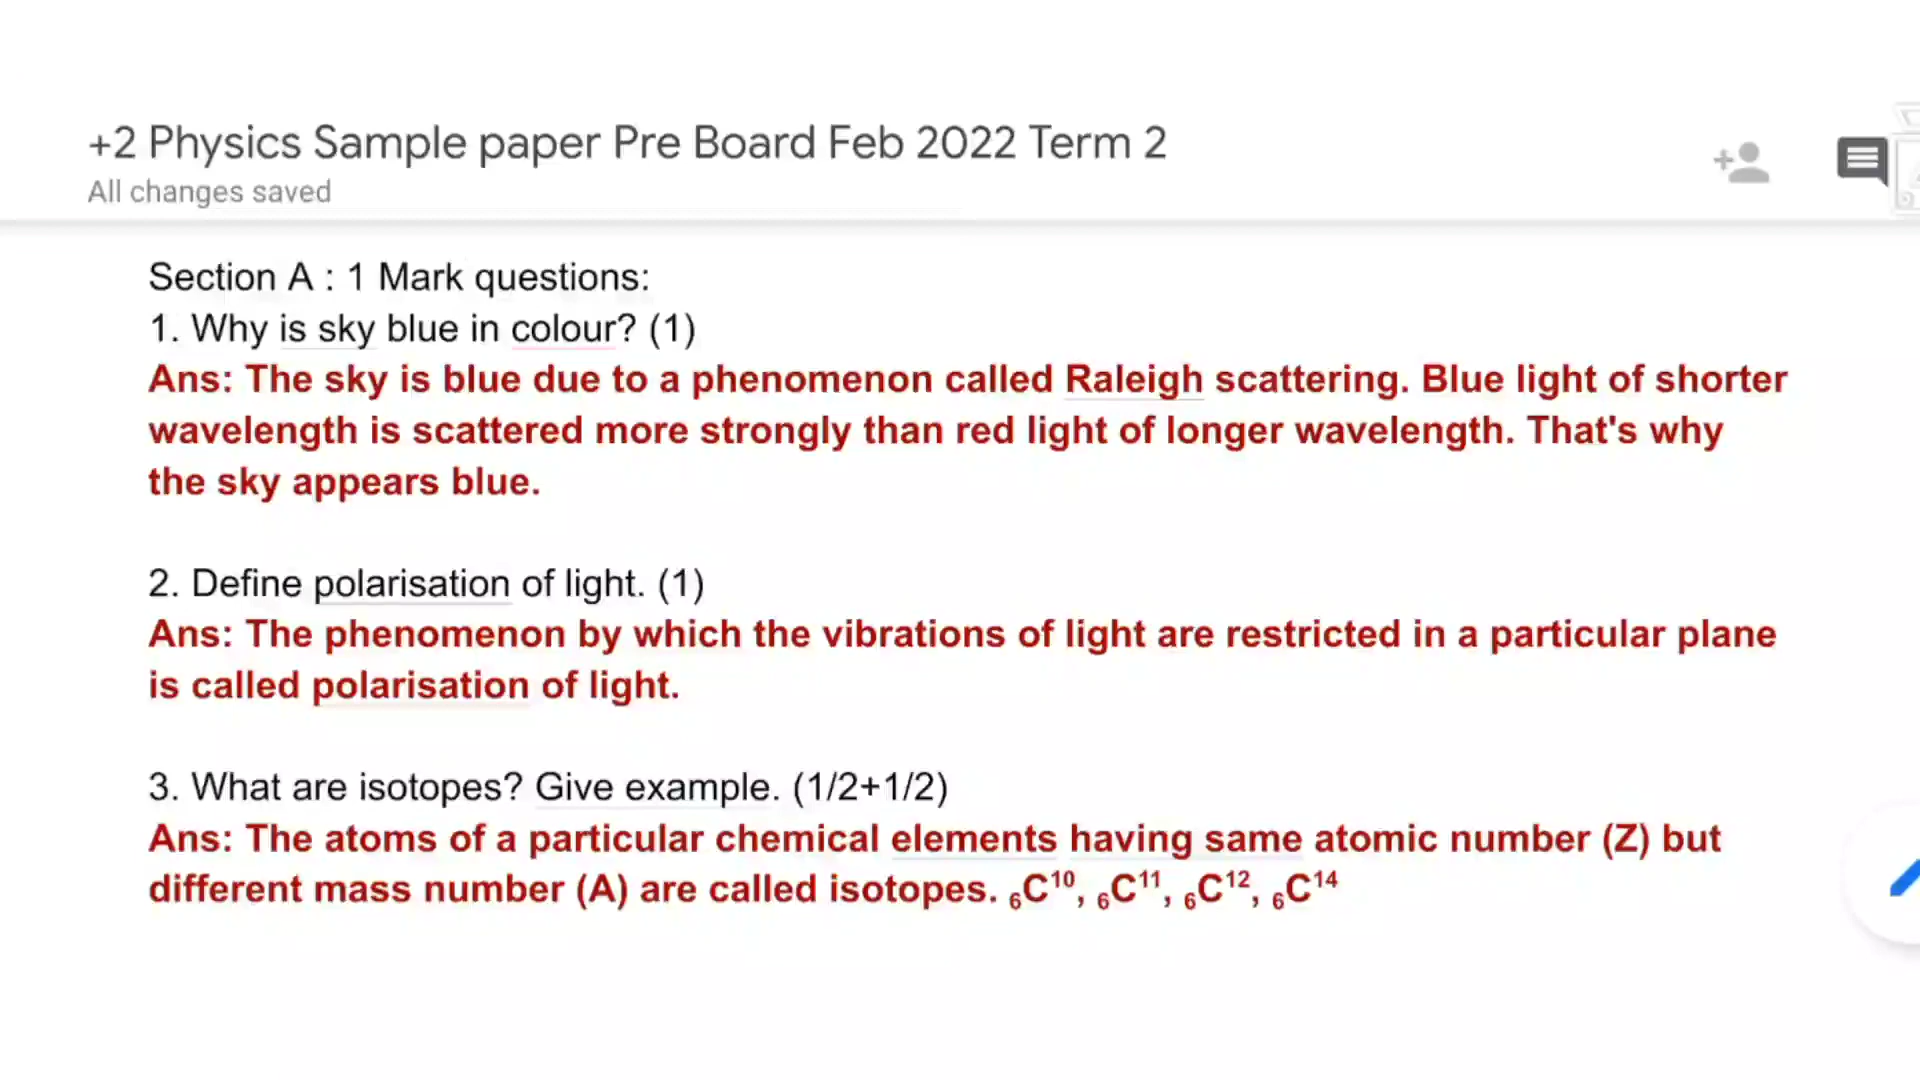 +2 Physics Sample paper Pre Board Feb 2022 Term 2
All changes saved
Section A : 1 Mark questions:
1. Why is sky blue in colour? (1)
Ans: The sky is blue due to a phenomenon called Raleigh scattering. Blue light of shorter
wavelength is scattered more strongly than red light of longer wavelength. That's why
the sky appears blue.
2. Define polarisation of light. (1)
Ans: The phenomenon by which the vibrations of light are restricted in a particular plane
is called polarisation of light.
3. What are isotopes? Give example. (1/2+1/2)
Ans: The atoms of a particular chemical elements having same atomic number (Z) but
different mass number (A) are called isotopes. ₆C¹⁰, ₆C¹¹, ₆C¹², ₆C¹⁴